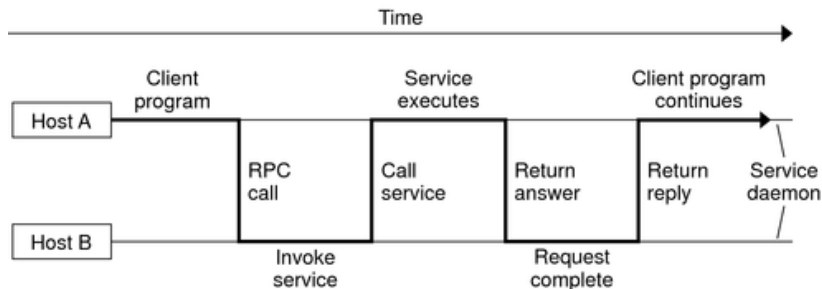 Time
Client
program
Service
executes
Client program
continues
Host A
RPC
call
Call
service
Return
answer
Return
reply
Service
daemon
Host B
Invoke
service
Request
complete